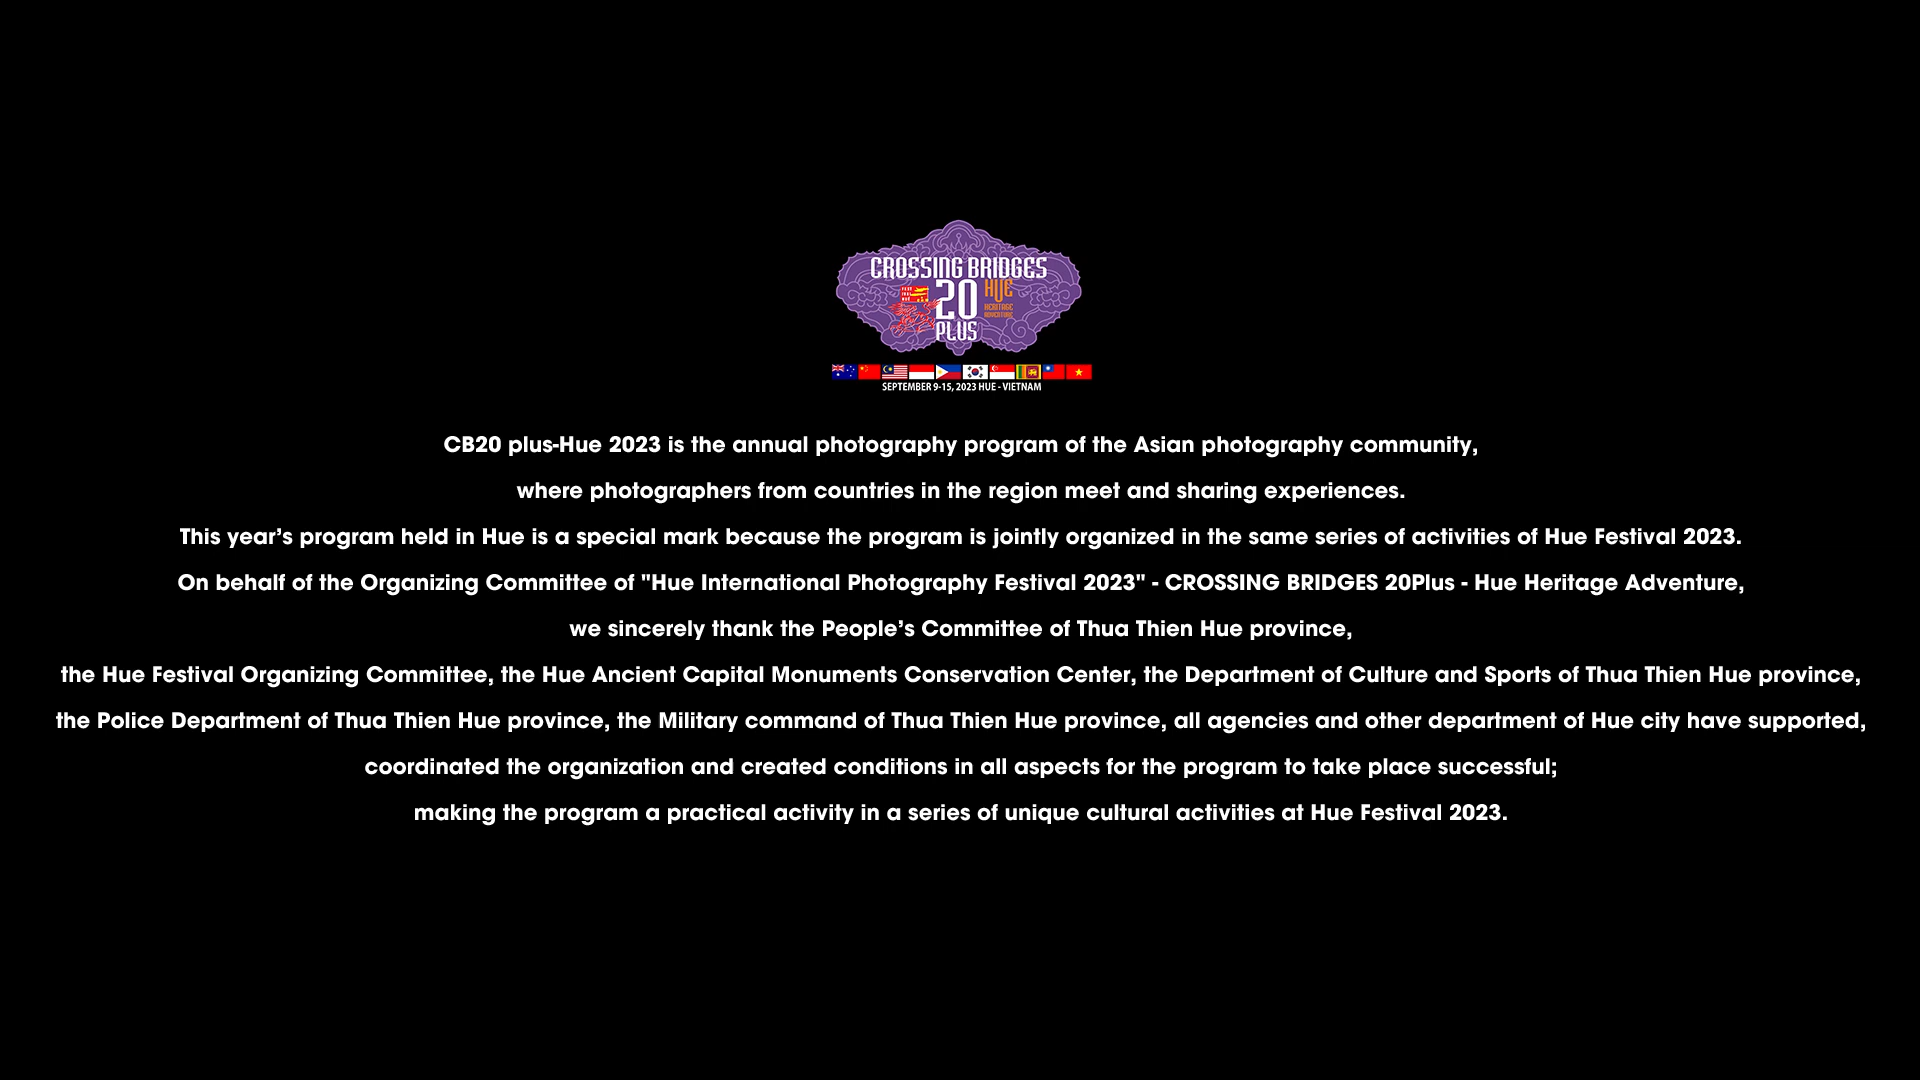 CROSSING BRIDGES
20
HUE
HERITAGE
ADVENTURE
PLUS
SEPTEMBER 9-15, 2023 HUE - VIETNAM
CB20 plus-Hue 2023 is the annual photography program of the Asian photography community,
where photographers from countries in the region meet and sharing experiences.
This year’s program held in Hue is a special mark because the program is jointly organized in the same series of activities of Hue Festival 2023.
On behalf of the Organizing Committee of "Hue International Photography Festival 2023" - CROSSING BRIDGES 20Plus - Hue Heritage Adventure,
we sincerely thank the People’s Committee of Thua Thien Hue province,
the Hue Festival Organizing Committee, the Hue Ancient Capital Monuments Conservation Center, the Department of Culture and Sports of Thua Thien Hue province,
the Police Department of Thua Thien Hue province, the Military command of Thua Thien Hue province, all agencies and other department of Hue city have supported,
coordinated the organization and created conditions in all aspects for the program to take place successful;
making the program a practical activity in a series of unique cultural activities at Hue Festival 2023.